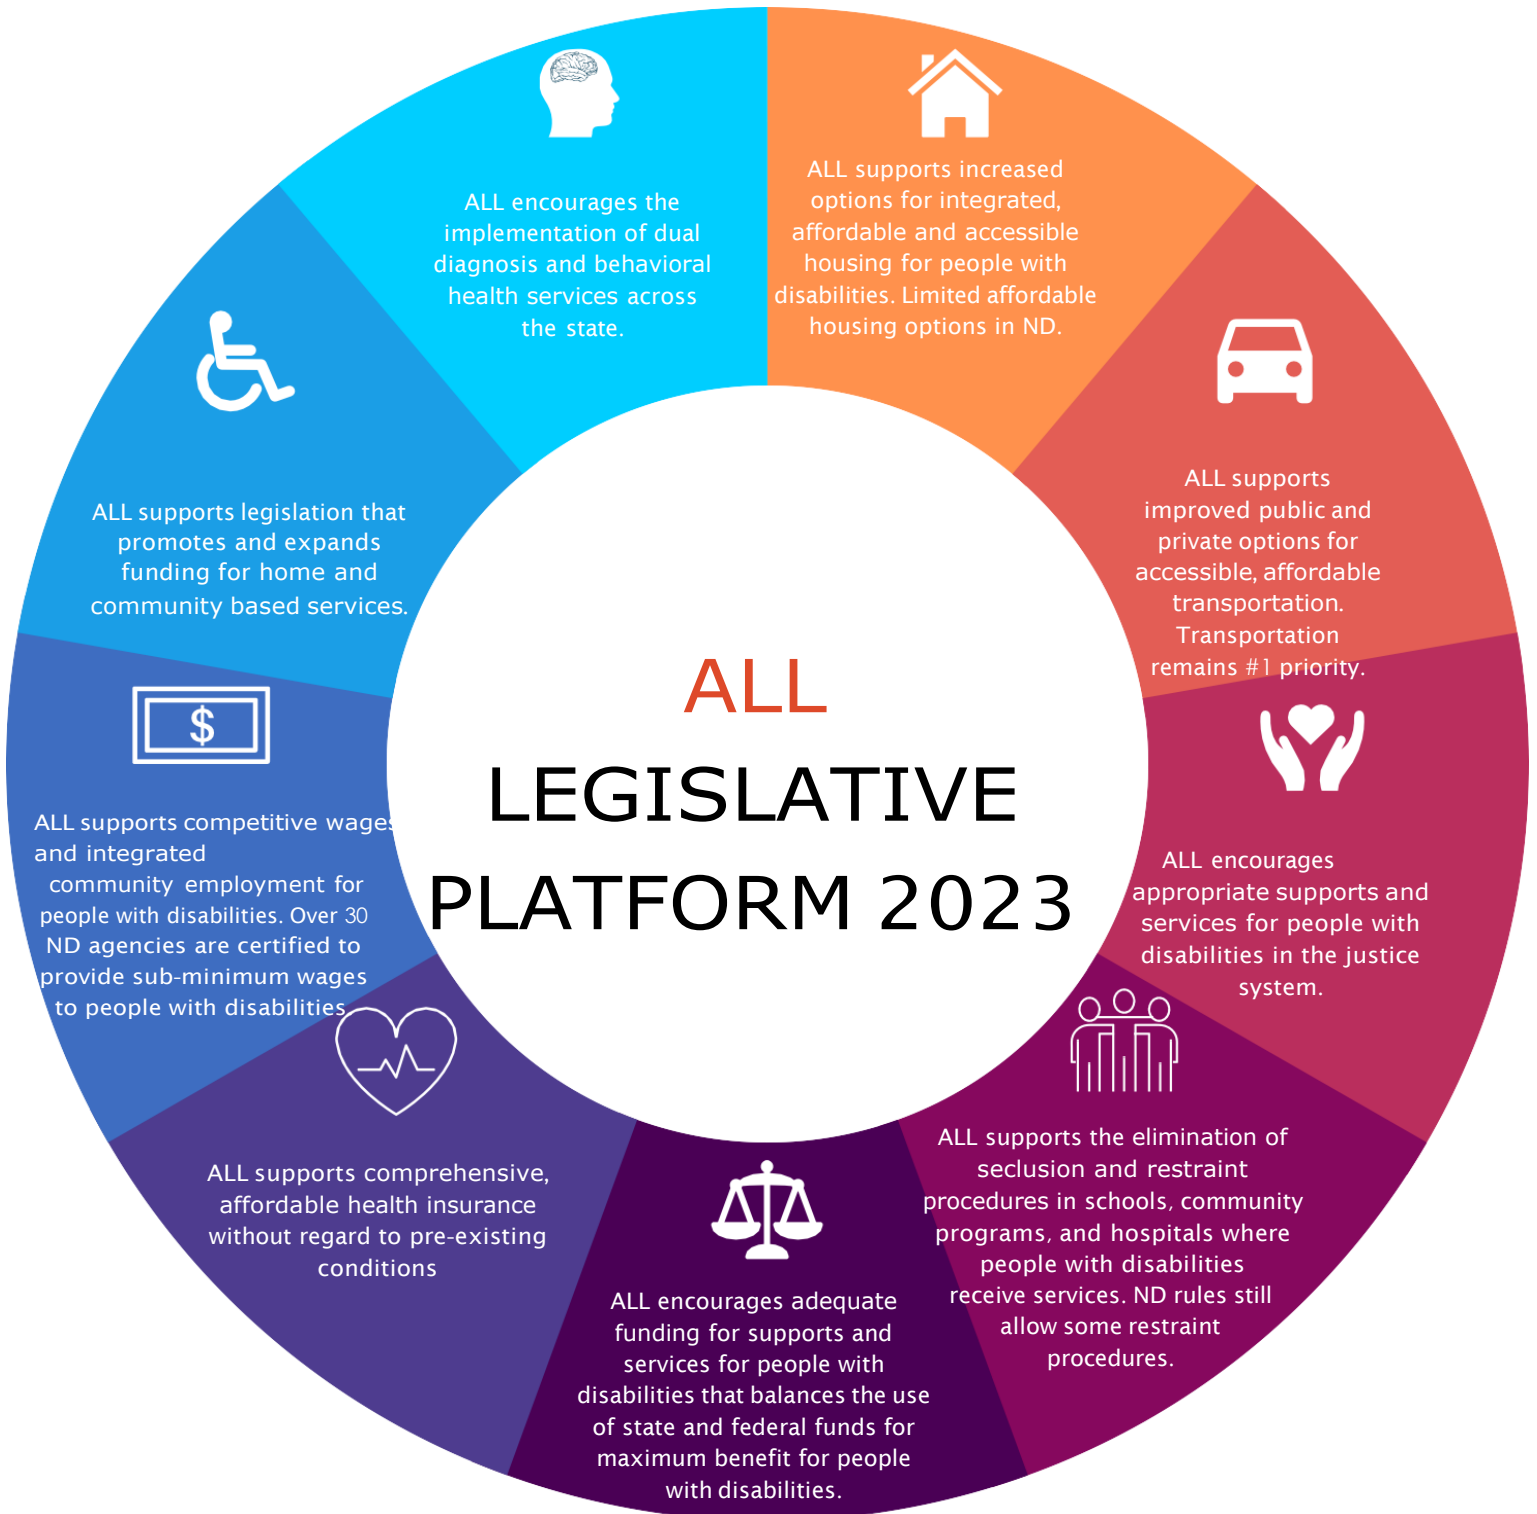 ALL encourages the
implementation of dual
diagnosis and behavioral
health services across
the state.
ALL supports increased
options for integrated,
affordable and accessible
housing for people with
disabilities. Limited affordable
housing options in ND.
ALL supports
improved public and
private options for
accessible, affordable
transportation.
Transportation
remains #1 priority.
ALL encourages
appropriate supports and
services for people with
disabilities in the justice
system.
ALL supports the elimination of
seclusion and restraint
procedures in schools, community
programs, and hospitals where
people with disabilities
receive services. ND rules still
allow some restraint
procedures.
ALL encourages adequate
funding for supports and
services for people with
disabilities that balances the use
of state and federal funds for
maximum benefit for people
with disabilities.
ALL supports comprehensive,
affordable health insurance
without regard to pre-existing
conditions
$
ALL supports competitive wages
and integrated
community employment for
people with disabilities. Over 30
ND agencies are certified to
provide sub-minimum wages
to people with disabilities.
ALL supports legislation that
promotes and expands
funding for home and
community based services.
ALL
LEGISLATIVE
PLATFORM 2023